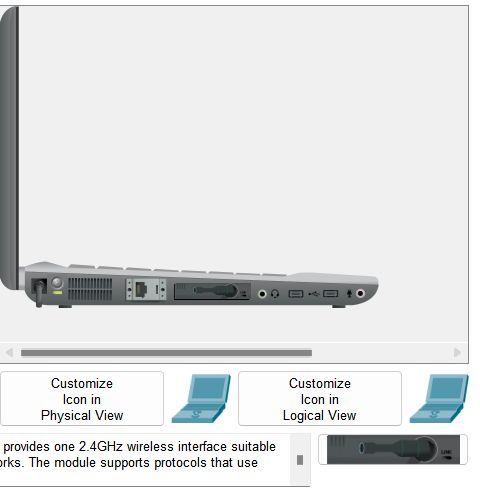 Customize
Icon in
Physical View
Customize
Icon in
Logical View
provides one 2.4GHz wireless interface suitable
orks. The module supports protocols that use